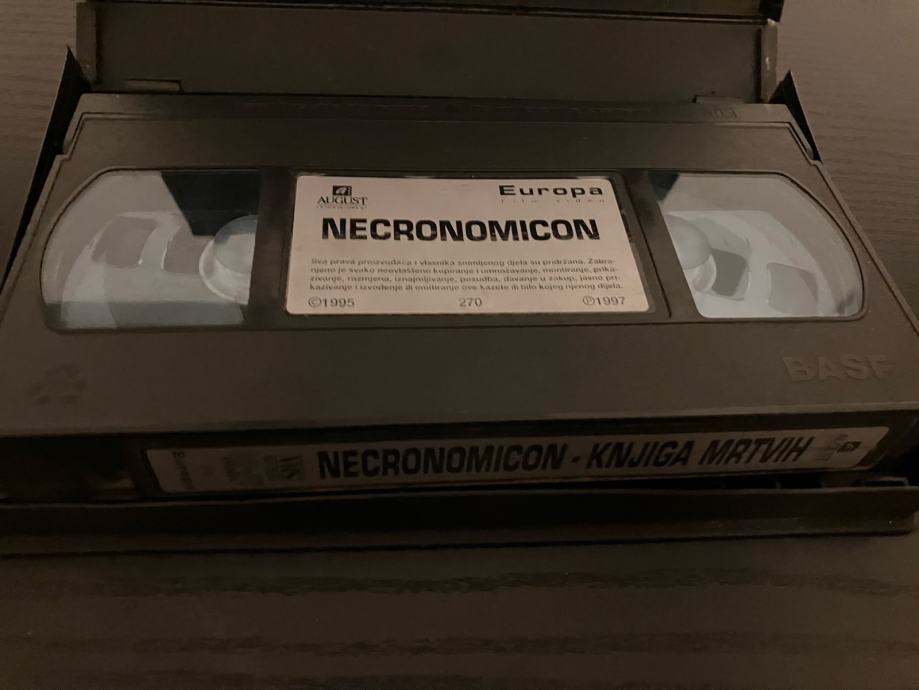 AUGUST
Europa
film video
NECRONOMICON
Sva prava proizvuđača i vlasnika snimljenog djela su pridržana. Zabra-
njeno je svako neovlašteno kopiranje i umnožavanje, montiranje, prika-
zivanje, razmjena, iznajmljivanje, posudba, davanje u zakup, javno pri-
kazivanje i izvođenje ili emitiranje ove kazete ili bilo kojeg njenog dijela.
©1995 270 ℗1997
BASF
VHS NECRONOMICON - KNJIGA MRTVIH